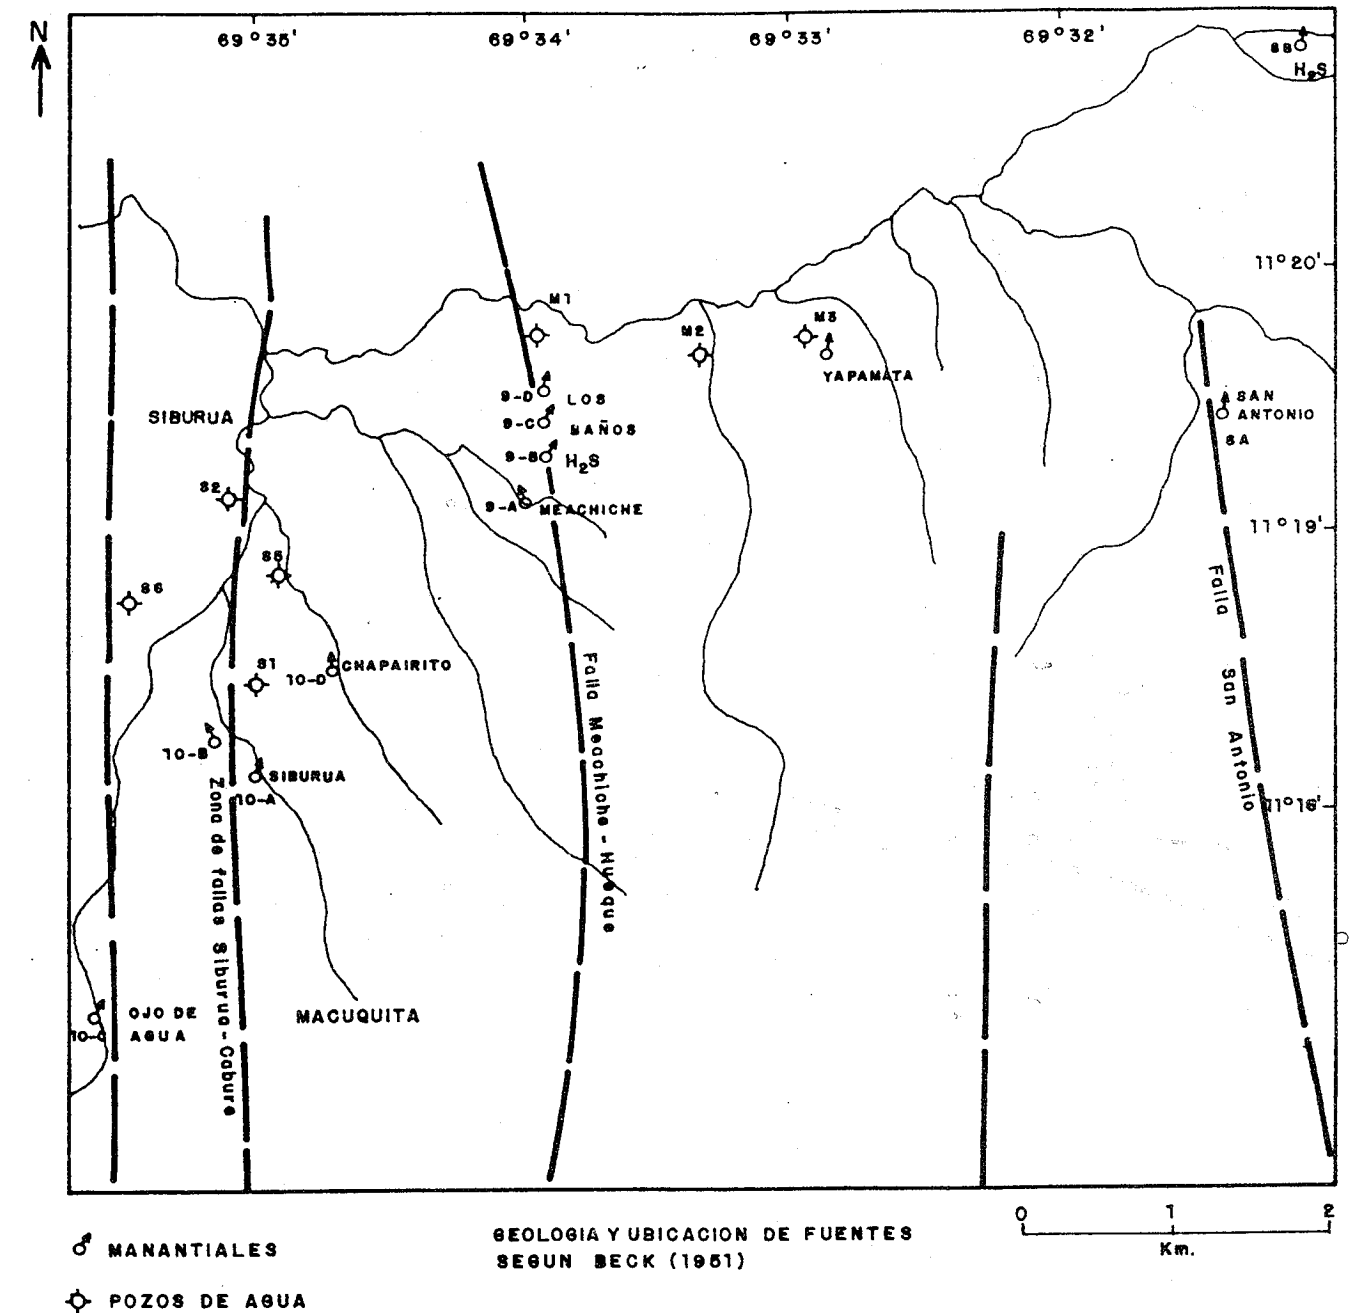 N
69°35'
69°34'
69°33'
69°32'
8B
H₂S
11°20'
M1
M2
M3
YAPAMATA
9-D
LOS
9-C
BAÑOS
9-B
H₂S
9-A
MEACHICHE
SIBURUA
SAN
ANTONIO
8A
S2
11°19'
S5
S6
S1
10-D
CHAPAIRITO
10-B
SIBURUA
10-A
Falla Meachiche-Hueque
Falla San Antonio
11°18'
Zona de fallas Siburua-Cabure
OJO DE
AGUA
10-C
MACUQUITA
MANANTIALES
POZOS DE AGUA
GEOLOGIA Y UBICACION DE FUENTES
SEGUN BECK (1951)
0 1 2
Km.